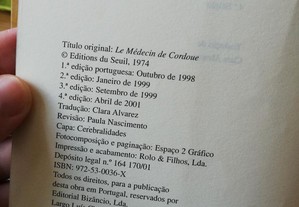 Título original: Le Médecin de Cordoue
© Editions du Seuil, 1974
1.ª edição portuguesa: Outubro de 1998
2.ª edição: Janeiro de 1999
3.ª edição: Setembro de 1999
4.ª edição: Abril de 2001
Tradução: Clara Alvarez
Revisão: Paula Nascimento
Capa: Cerebralidades
Fotocomposição e paginação: Espaço 2 Gráfico
Impressão e acabamento: Rolo & Filhos, Lda.
Depósito legal n.º 164 170/01
ISBN: 972-53-0036-X
Todos os direitos, para a publicação
desta obra em Portugal, reservados por
Editorial Bizâncio, Lda.
Largo Luís